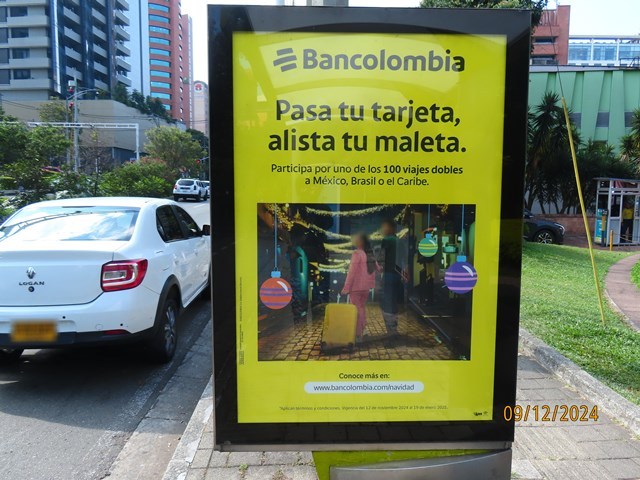 Bancolombia
Pasa tu tarjeta,
alista tu maleta.
Participa por uno de los 100 viajes dobles
a México, Brasil o el Caribe.
Conoce más en:
www.bancolombia.com/navidad
LOGAN
09/12/2024